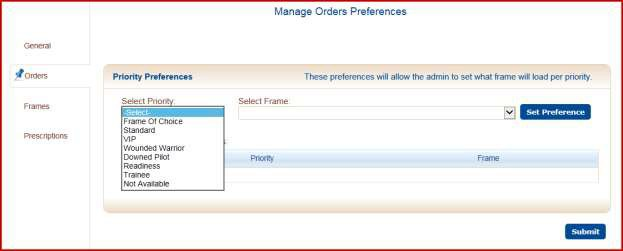 Manage Orders Preferences
General
Orders
Frames
Prescriptions
Priority Preferences These preferences will allow the admin to set what frame will load per priority.
Select Priority: Select Frame:
-Select-
Frame Of Choice
Standard
VIP
Wounded Warrior
Downed Pilot
Readiness
Trainee
Not Available
Set Preference
Priority Frame
Submit